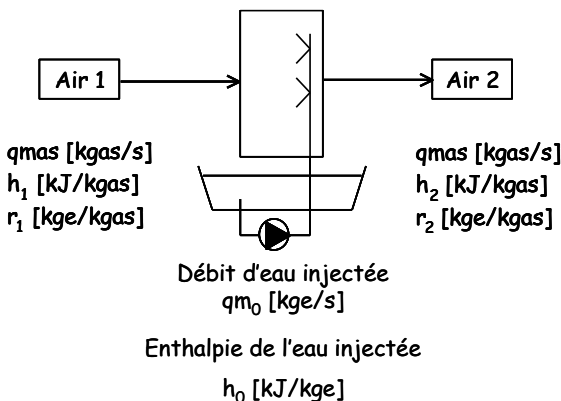 Air 1
Air 2
qmas [kgas/s]
h₁ [kJ/kgas]
r₁ [kge/kgas]
qmas [kgas/s]
h₂ [kJ/kgas]
r₂ [kge/kgas]
Débit d'eau injectée
qm₀ [kge/s]
Enthalpie de l'eau injectée
h₀ [kJ/kge]